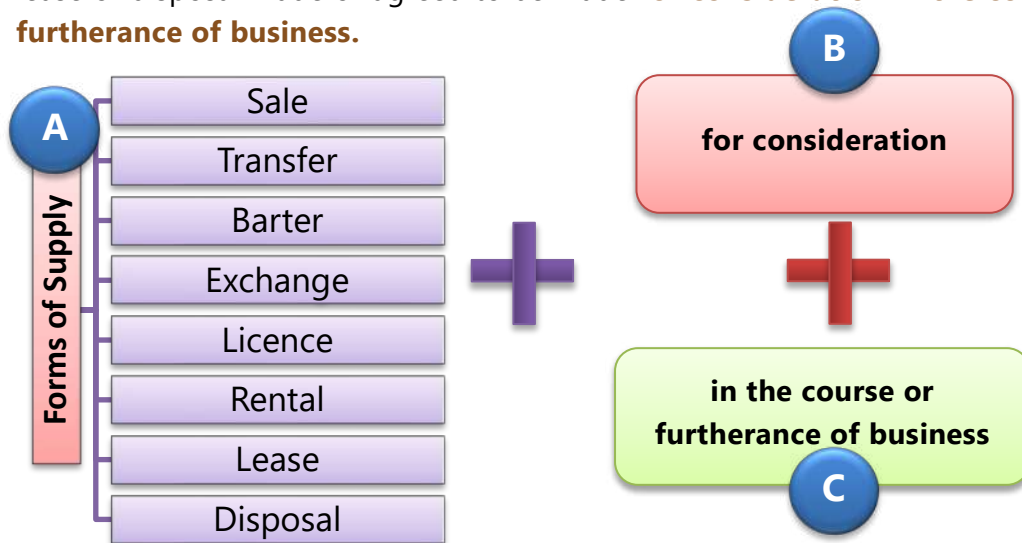 furtherance of business.
A
Forms of Supply
Sale
Transfer
Barter
Exchange
Licence
Rental
Lease
Disposal
B
for consideration
in the course or
furtherance of business
C